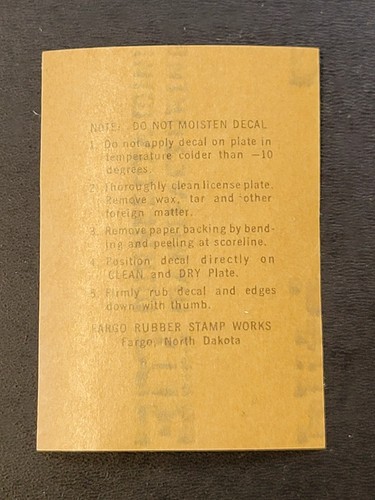 NOTE: DO NOT MOISTEN DECAL
1. Do not apply decal on plate in
temperature colder than —10
degrees
2. Thoroughly clean license plate.
Remove wax, tar and other
foreign matter.
3. Remove paper backing by bend-
ing and peeling at scoreline.
4. Position decal directly on
CLEAN and DRY Plate.
5. Firmly rub decal and edges
down with thumb.
FARGO RUBBER STAMP WORKS
Fargo, North Dakota